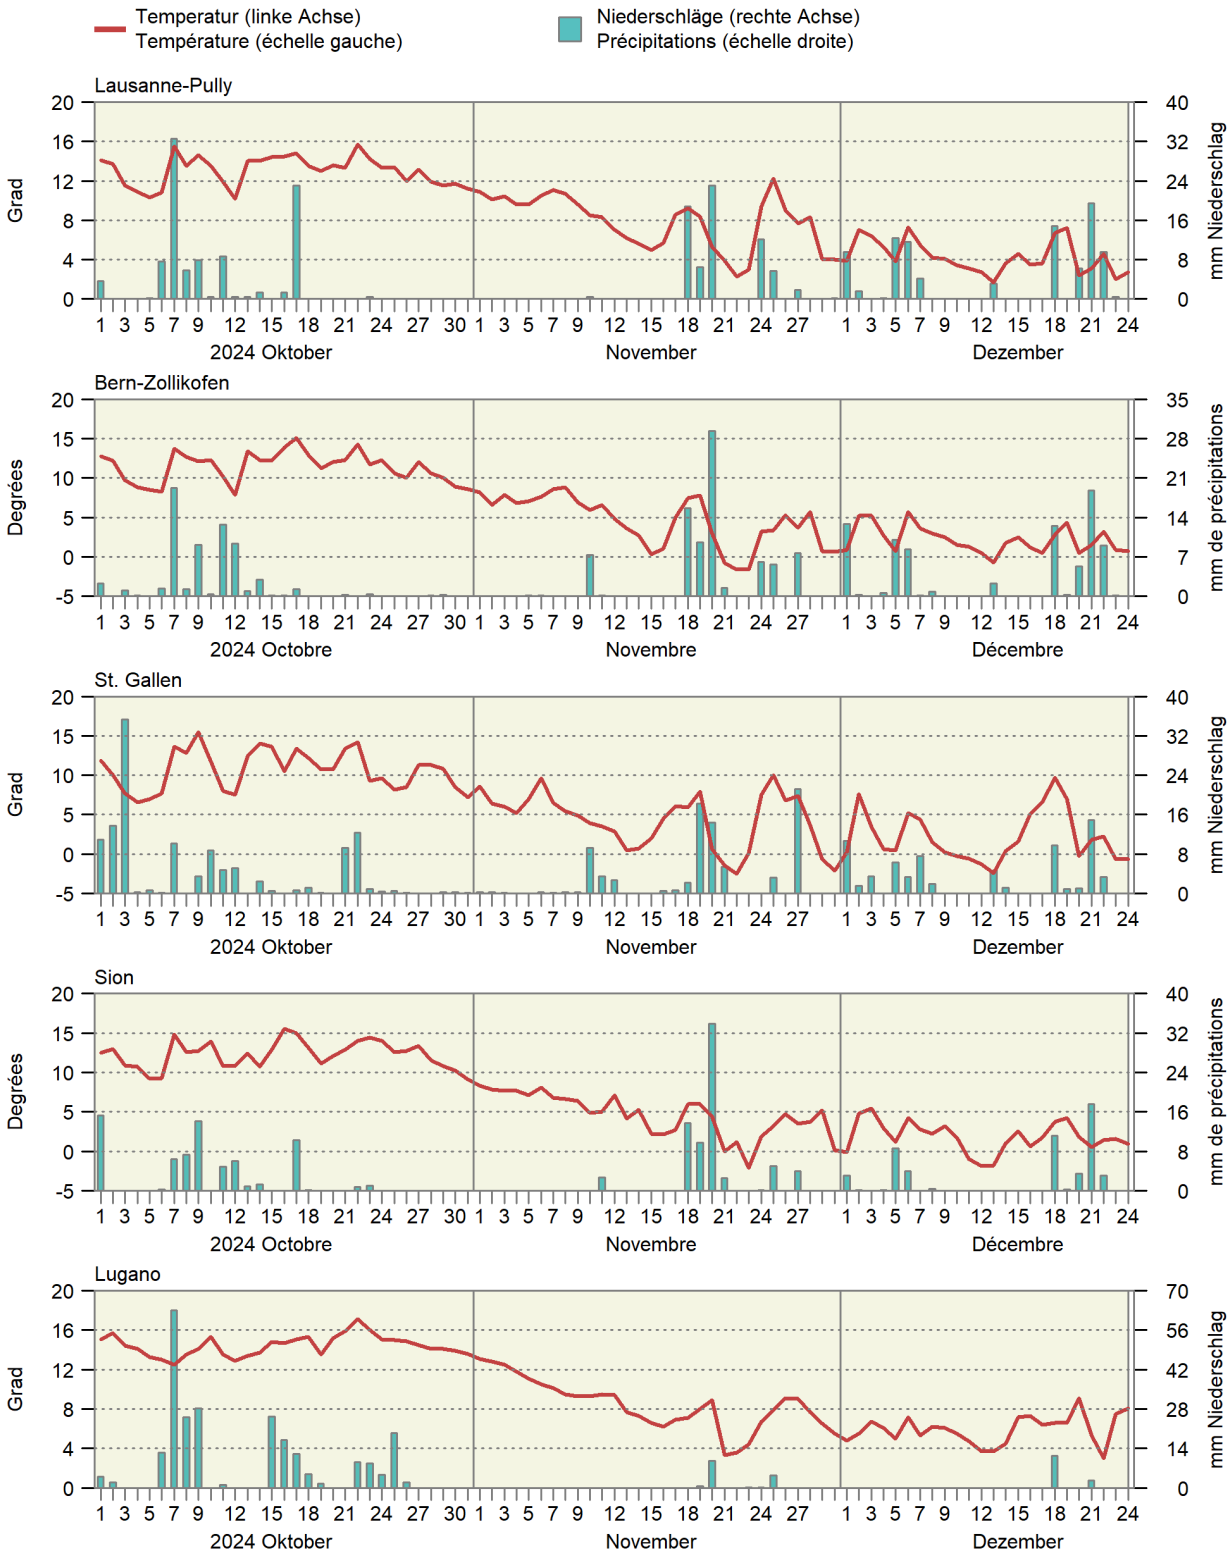 Temperatur (linke Achse)
Température (échelle gauche)
Niederschläge (rechte Achse)
Précipitations (échelle droite)
Lausanne-Pully
20 16 12 8 4 0
Grad
40 32 24 16 8 0
mm Niederschlag
1 3 5 7 9 12 15 18 21 24 27 30 1 3 5 7 9 12 15 18 21 24 27 1 3 5 7 9 12 15 18 21 24
2024 Oktober November Dezember
Bern-Zollikofen
20 15 10 5 0 -5
Degrées
35 28 21 14 7 0
mm de précipitations
1 3 5 7 9 12 15 18 21 24 27 30 1 3 5 7 9 12 15 18 21 24 27 1 3 5 7 9 12 15 18 21 24
2024 Octobre Novembre Décembre
St. Gallen
20 15 10 5 0 -5
Grad
40 32 24 16 8 0
mm Niederschlag
1 3 5 7 9 12 15 18 21 24 27 30 1 3 5 7 9 12 15 18 21 24 27 1 3 5 7 9 12 15 18 21 24
2024 Oktober November Dezember
Sion
20 15 10 5 0 -5
Degrées
40 32 24 16 8 0
mm de précipitations
1 3 5 7 9 12 15 18 21 24 27 30 1 3 5 7 9 12 15 18 21 24 27 1 3 5 7 9 12 15 18 21 24
2024 Octobre Novembre Décembre
Lugano
20 16 12 8 4 0
Grad
70 56 42 28 14 0
mm Niederschlag
1 3 5 7 9 12 15 18 21 24 27 30 1 3 5 7 9 12 15 18 21 24 27 1 3 5 7 9 12 15 18 21 24
2024 Oktober November Dezember